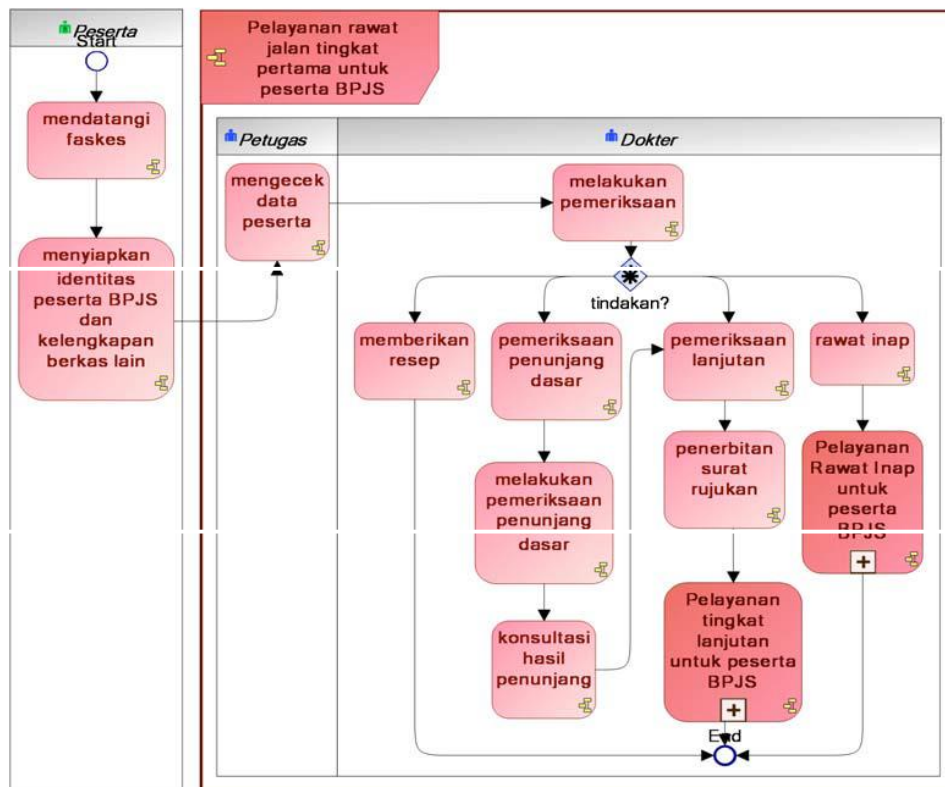 Peserta
Start
mendatangi
faskes
menyiapkan
identitas
peserta BPJS
dan
kelengkapan
berkas lain
Pelayanan rawat
jalan tingkat
pertama untuk
peserta BPJS
Petugas
Dokter
mengecek
data
peserta
melakukan
pemeriksaan
tindakan?
memberikan
resep
pemeriksaan
penunjang
dasar
pemeriksaan
lanjutan
rawat inap
melakukan
pemeriksaan
penunjang
dasar
penerbitan
surat
rujukan
Pelayanan
Rawat Inap
untuk
peserta
BPJS
konsultasi
hasil
penunjang
Pelayanan
tingkat
lanjutan
untuk peserta
BPJS
End